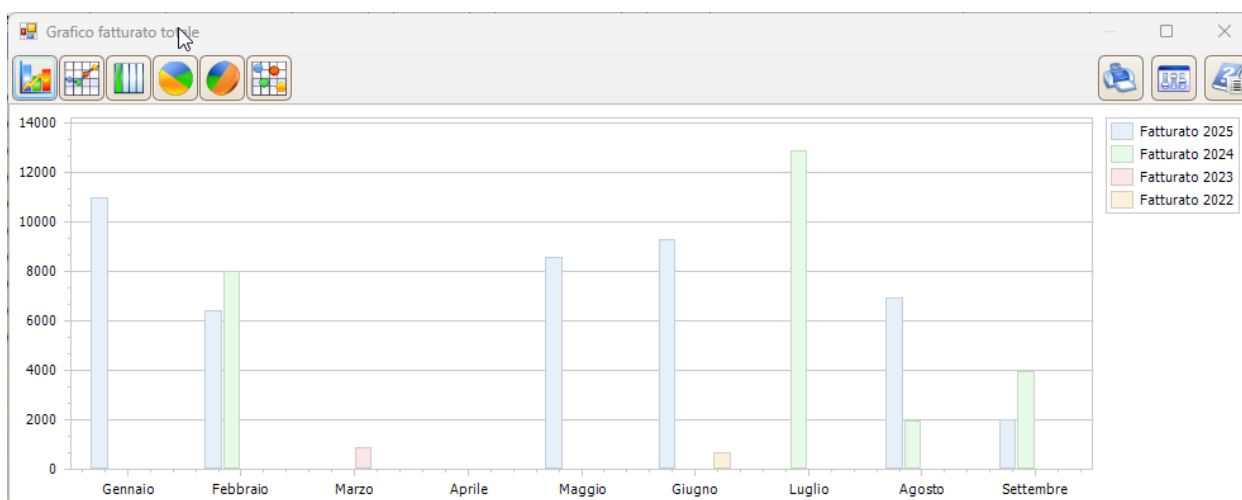 Grafico fatturato totale
14000
12000
10000
8000
6000
4000
2000
0
Gennaio Febbraio Marzo Aprile Maggio Giugno Luglio Agosto Settembre
Fatturato 2025
Fatturato 2024
Fatturato 2023
Fatturato 2022